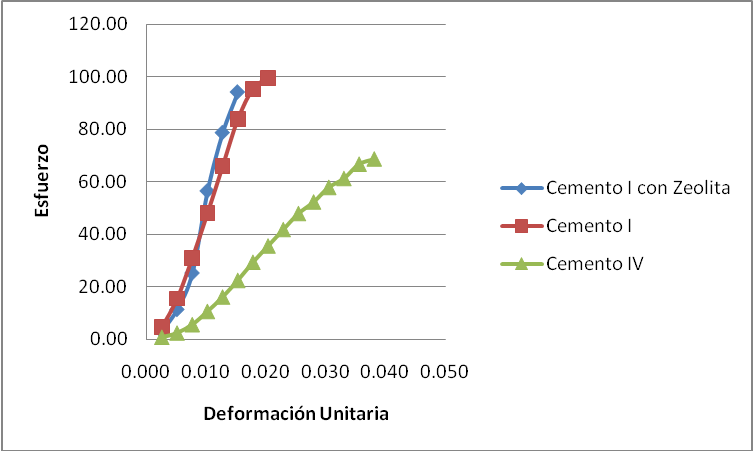 120.00
100.00
80.00
60.00
40.00
20.00
0.00
Esfuerzo
0.000 0.010 0.020 0.030 0.040 0.050
Deformación Unitaria
Cemento I con Zeolita
Cemento I
Cemento IV